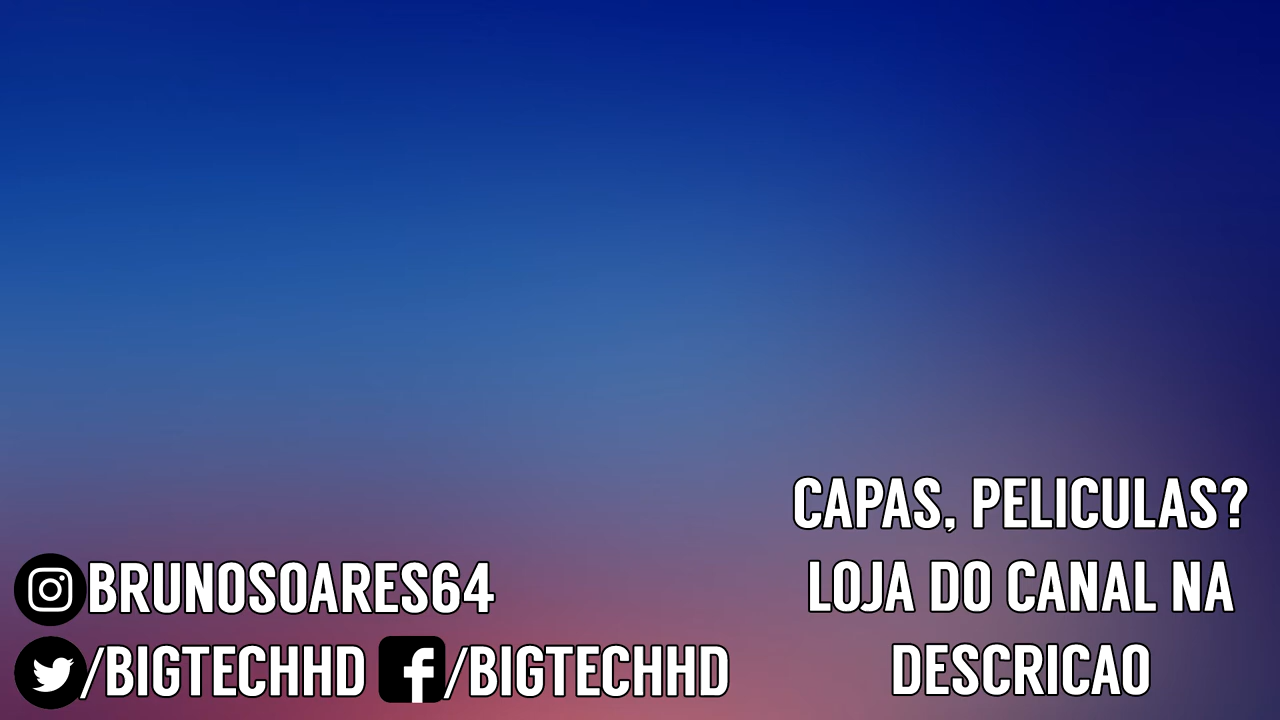 CAPAS, PELICULAS?
LOJA DO CANAL NA
DESCRICAO
BRUNOSOARES64
/BIGTECHHD /BIGTECHHD